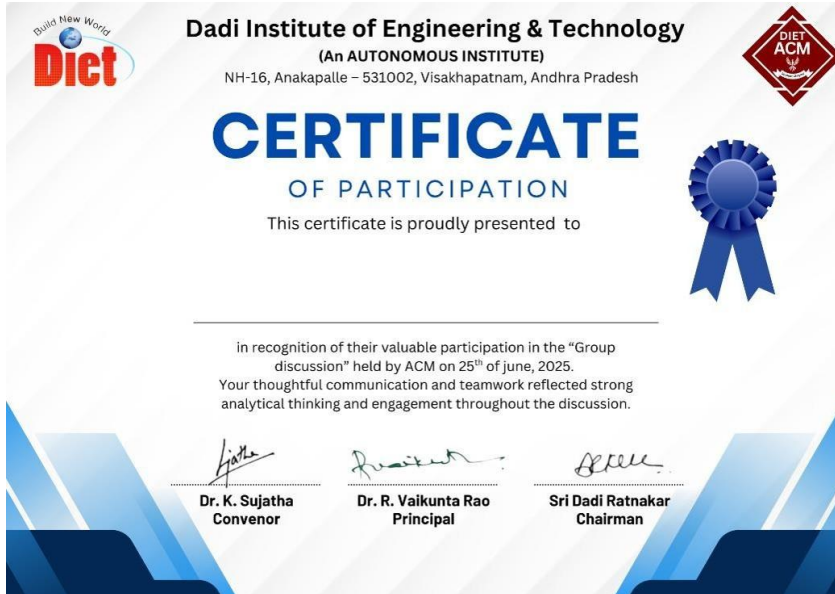 Build New World
Diet
Dadi Institute of Engineering & Technology
(An AUTONOMOUS INSTITUTE)
NH-16, Anakapalle – 531002, Visakhapatnam, Andhra Pradesh
DIET
ACM
CERTIFICATE
OF PARTICIPATION
This certificate is proudly presented to
in recognition of their valuable participation in the “Group
discussion” held by ACM on 25th of june, 2025.
Your thoughtful communication and teamwork reflected strong
analytical thinking and engagement throughout the discussion.
Dr. K. Sujatha
Convenor
Dr. R. Vaikunta Rao
Principal
Sri Dadi Ratnakar
Chairman